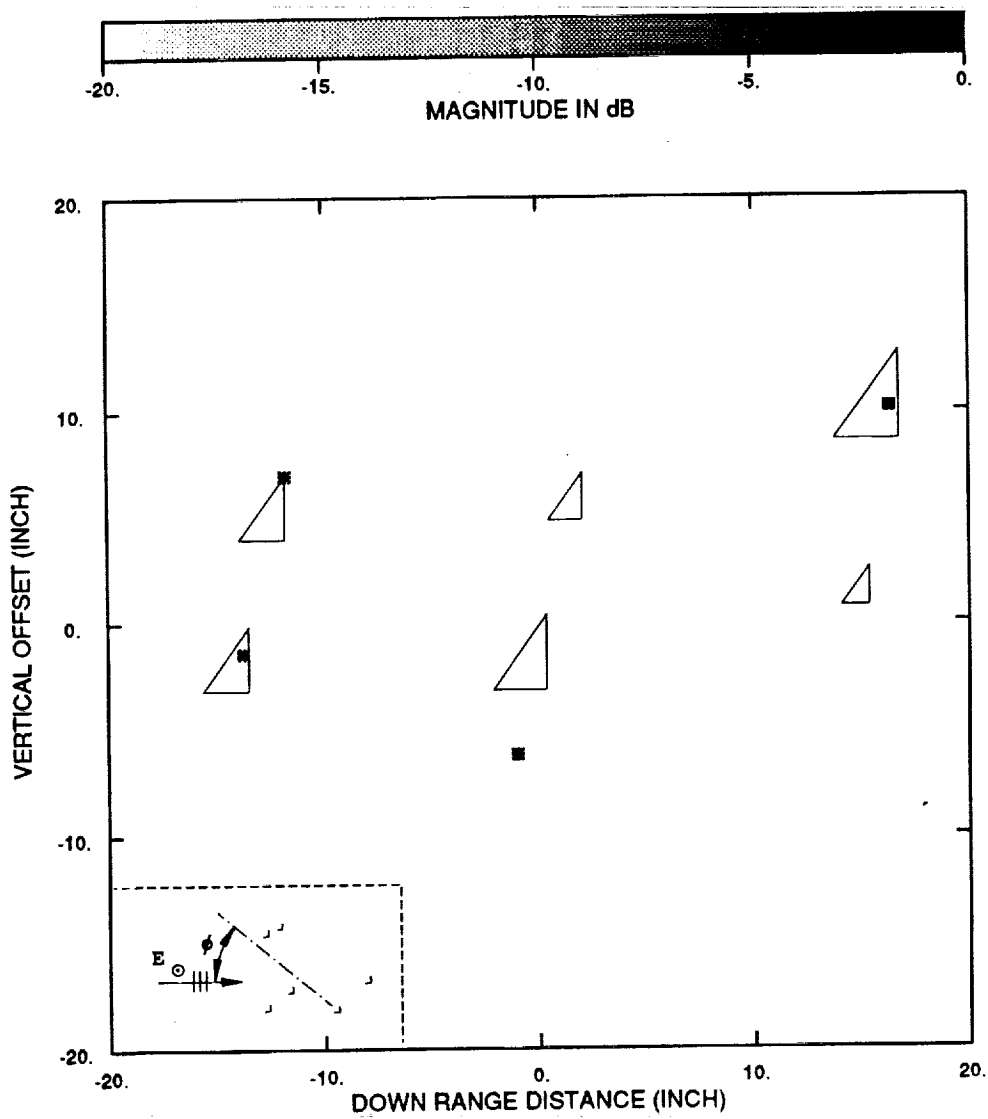 -20. -15. -10. -5. 0.
MAGNITUDE IN dB
20.
10.
0.
-10.
-20.
VERTICAL OFFSET (INCH)
E ϕ
-20. -10. 0. 10. 20.
DOWN RANGE DISTANCE (INCH)